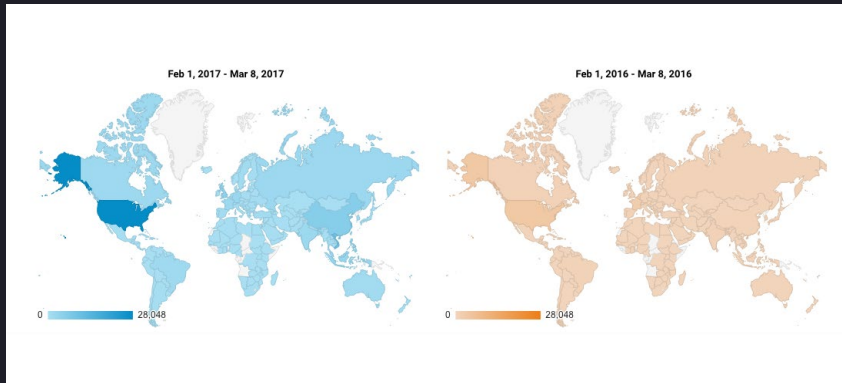 Feb 1, 2017 - Mar 8, 2017
0 28,048
Feb 1, 2016 - Mar 8, 2016
0 28,048